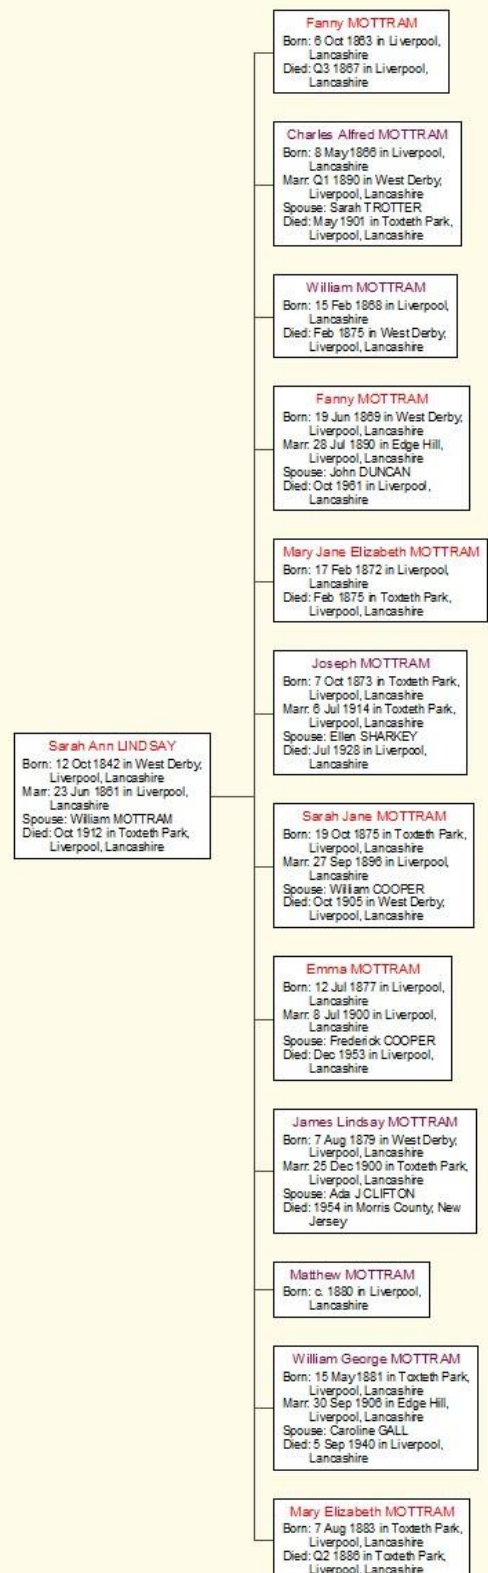 Fanny MOTTRAM
Born: 6 Oct 1863 in Liverpool,
Lancashire
Died: Q3 1867 in Liverpool,
Lancashire
Charles Alfred MOTTRAM
Born: 8 May 1866 in Liverpool,
Lancashire
Marr: Q1 1890 in West Derby,
Liverpool, Lancashire
Spouse: Sarah TROTTER
Died: May 1901 in Toxteth Park,
Liverpool, Lancashire
William MOTTRAM
Born: 15 Feb 1868 in Liverpool,
Lancashire
Died: Feb 1875 in West Derby,
Liverpool, Lancashire
Fanny MOTTRAM
Born: 19 Jun 1869 in West Derby,
Liverpool, Lancashire
Marr: 28 Jul 1890 in Edge Hill,
Liverpool, Lancashire
Spouse: John DUNCAN
Died: Oct 1961 in Liverpool,
Lancashire
Mary Jane Elizabeth MOTTRAM
Born: 17 Feb 1872 in Liverpool,
Lancashire
Died: Feb 1875 in Toxteth Park,
Liverpool, Lancashire
Joseph MOTTRAM
Born: 7 Oct 1873 in Toxteth Park,
Liverpool, Lancashire
Marr: 6 Jul 1914 in Toxteth Park,
Liverpool, Lancashire
Spouse: Ellen SHARKEY
Died: Jul 1928 in Liverpool,
Lancashire
Sarah Ann LINDSAY
Born: 12 Oct 1842 in West Derby,
Liverpool, Lancashire
Marr: 23 Jun 1861 in Liverpool,
Lancashire
Spouse: William MOTTRAM
Died: Oct 1912 in Toxteth Park,
Liverpool, Lancashire
Sarah Jane MOTTRAM
Born: 19 Oct 1875 in Toxteth Park,
Liverpool, Lancashire
Marr: 27 Sep 1896 in Liverpool,
Lancashire
Spouse: William COOPER
Died: Oct 1905 in West Derby,
Liverpool, Lancashire
Emma MOTTRAM
Born: 12 Jul 1877 in Liverpool,
Lancashire
Marr: 8 Jul 1900 in Liverpool,
Lancashire
Spouse: Frederick COOPER
Died: Dec 1953 in Liverpool,
Lancashire
James Lindsay MOTTRAM
Born: 7 Aug 1879 in West Derby,
Liverpool, Lancashire
Marr: 25 Dec 1900 in Toxteth Park,
Liverpool, Lancashire
Spouse: Ada J CLIFTON
Died: 1954 in Morris County, New
Jersey
Matthew MOTTRAM
Born: c. 1880 in Liverpool,
Lancashire
William George MOTTRAM
Born: 15 May 1881 in Toxteth Park,
Liverpool, Lancashire
Marr: 30 Sep 1906 in Edge Hill,
Liverpool, Lancashire
Spouse: Caroline GALL
Died: 5 Sep 1940 in Liverpool,
Lancashire
Mary Elizabeth MOTTRAM
Born: 7 Aug 1883 in Toxteth Park,
Liverpool, Lancashire
Died: Q2 1886 in Toxteth Park,
Liverpool, Lancashire